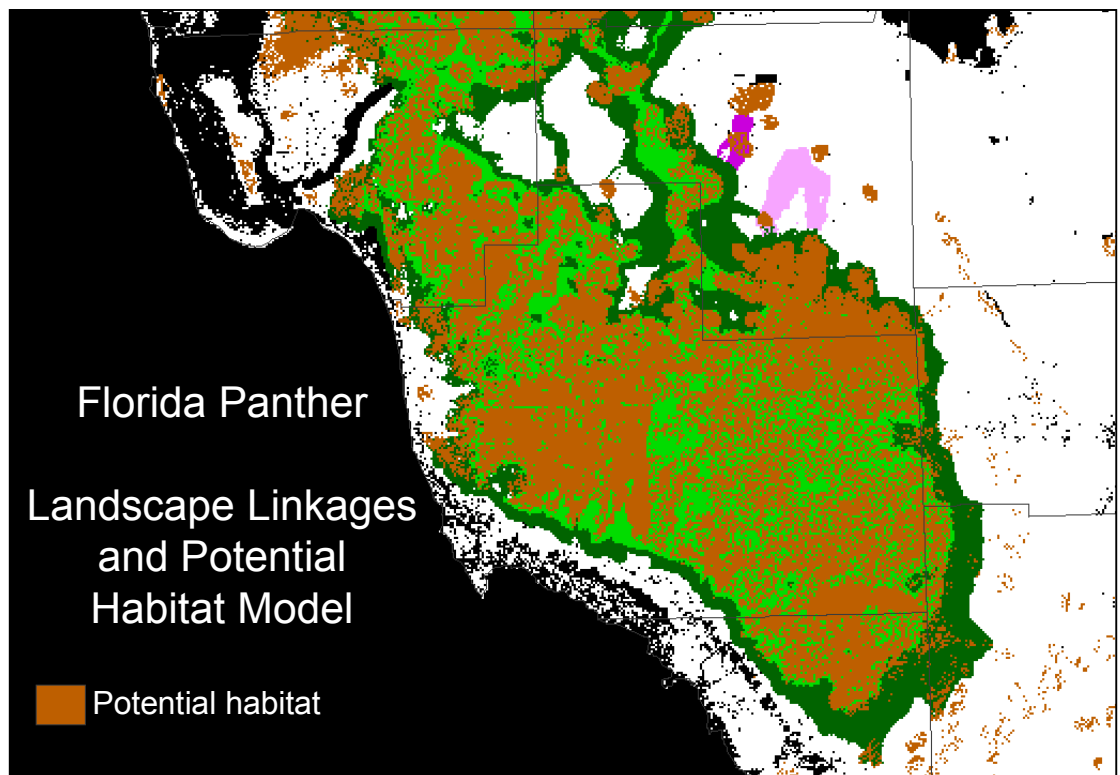 Florida Panther
Landscape Linkages
and Potential
Habitat Model
Potential habitat